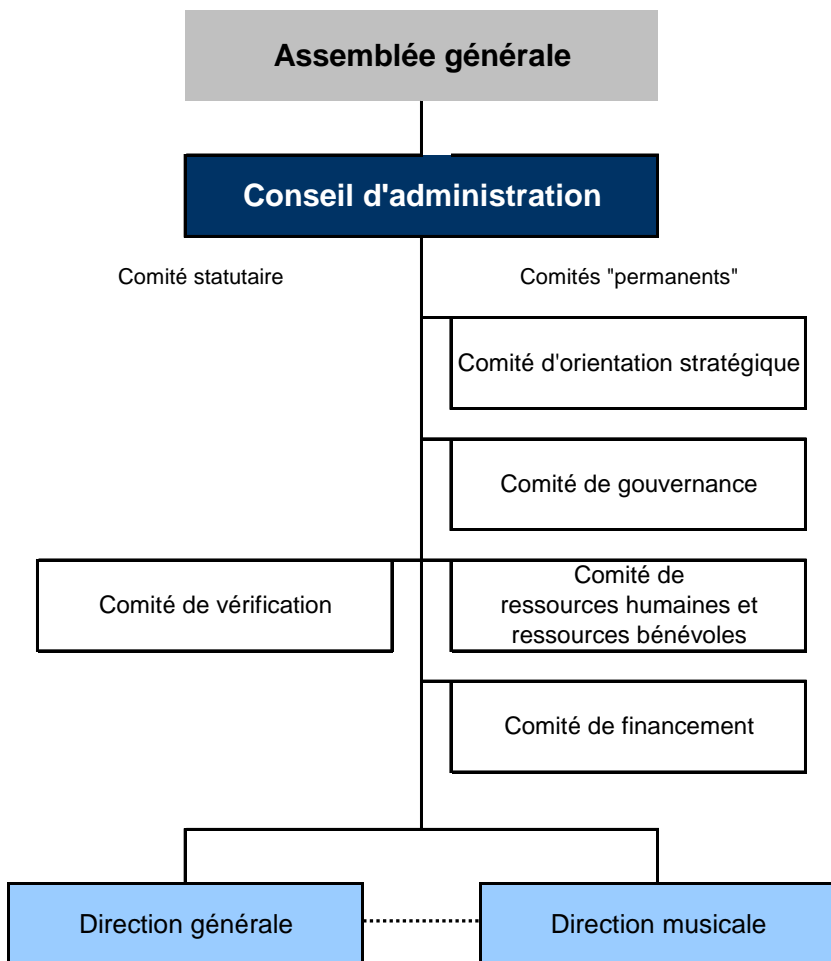 Assemblée générale
Conseil d'administration
Comité statutaire
Comités "permanents"
Comité d'orientation stratégique
Comité de gouvernance
Comité de vérification
Comité de
ressources humaines et
ressources bénévoles
Comité de financement
Direction générale
Direction musicale